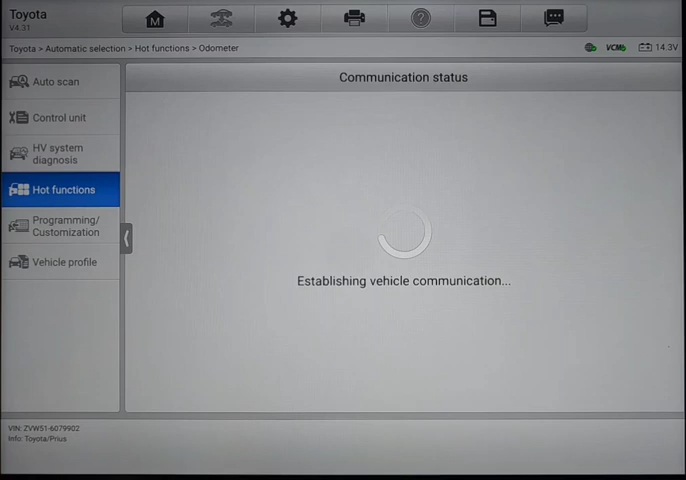 Toyota
V4.31
M
?
Toyota > Automatic selection > Hot functions > Odometer
VCMI
14.3V
Auto scan
Communication status
Control unit
HV system
diagnosis
Hot functions
Programming/
Customization
Vehicle profile
Establishing vehicle communication...
VIN: ZVW51-6079902
Info: Toyota/Prius